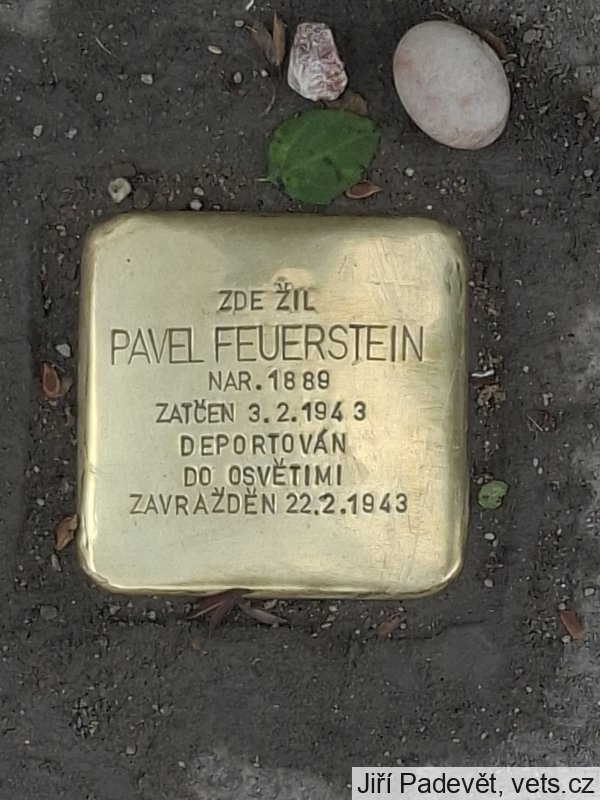 ZDE ŽIL
PAVEL FEUERSTEIN
NAR. 1889
ZATČEN 3.2.1943
DEPORTOVÁN
DO OSVĚTIMI
ZAVRAŽDĚN 22.2.1943
Jiří Padevět, vets.cz